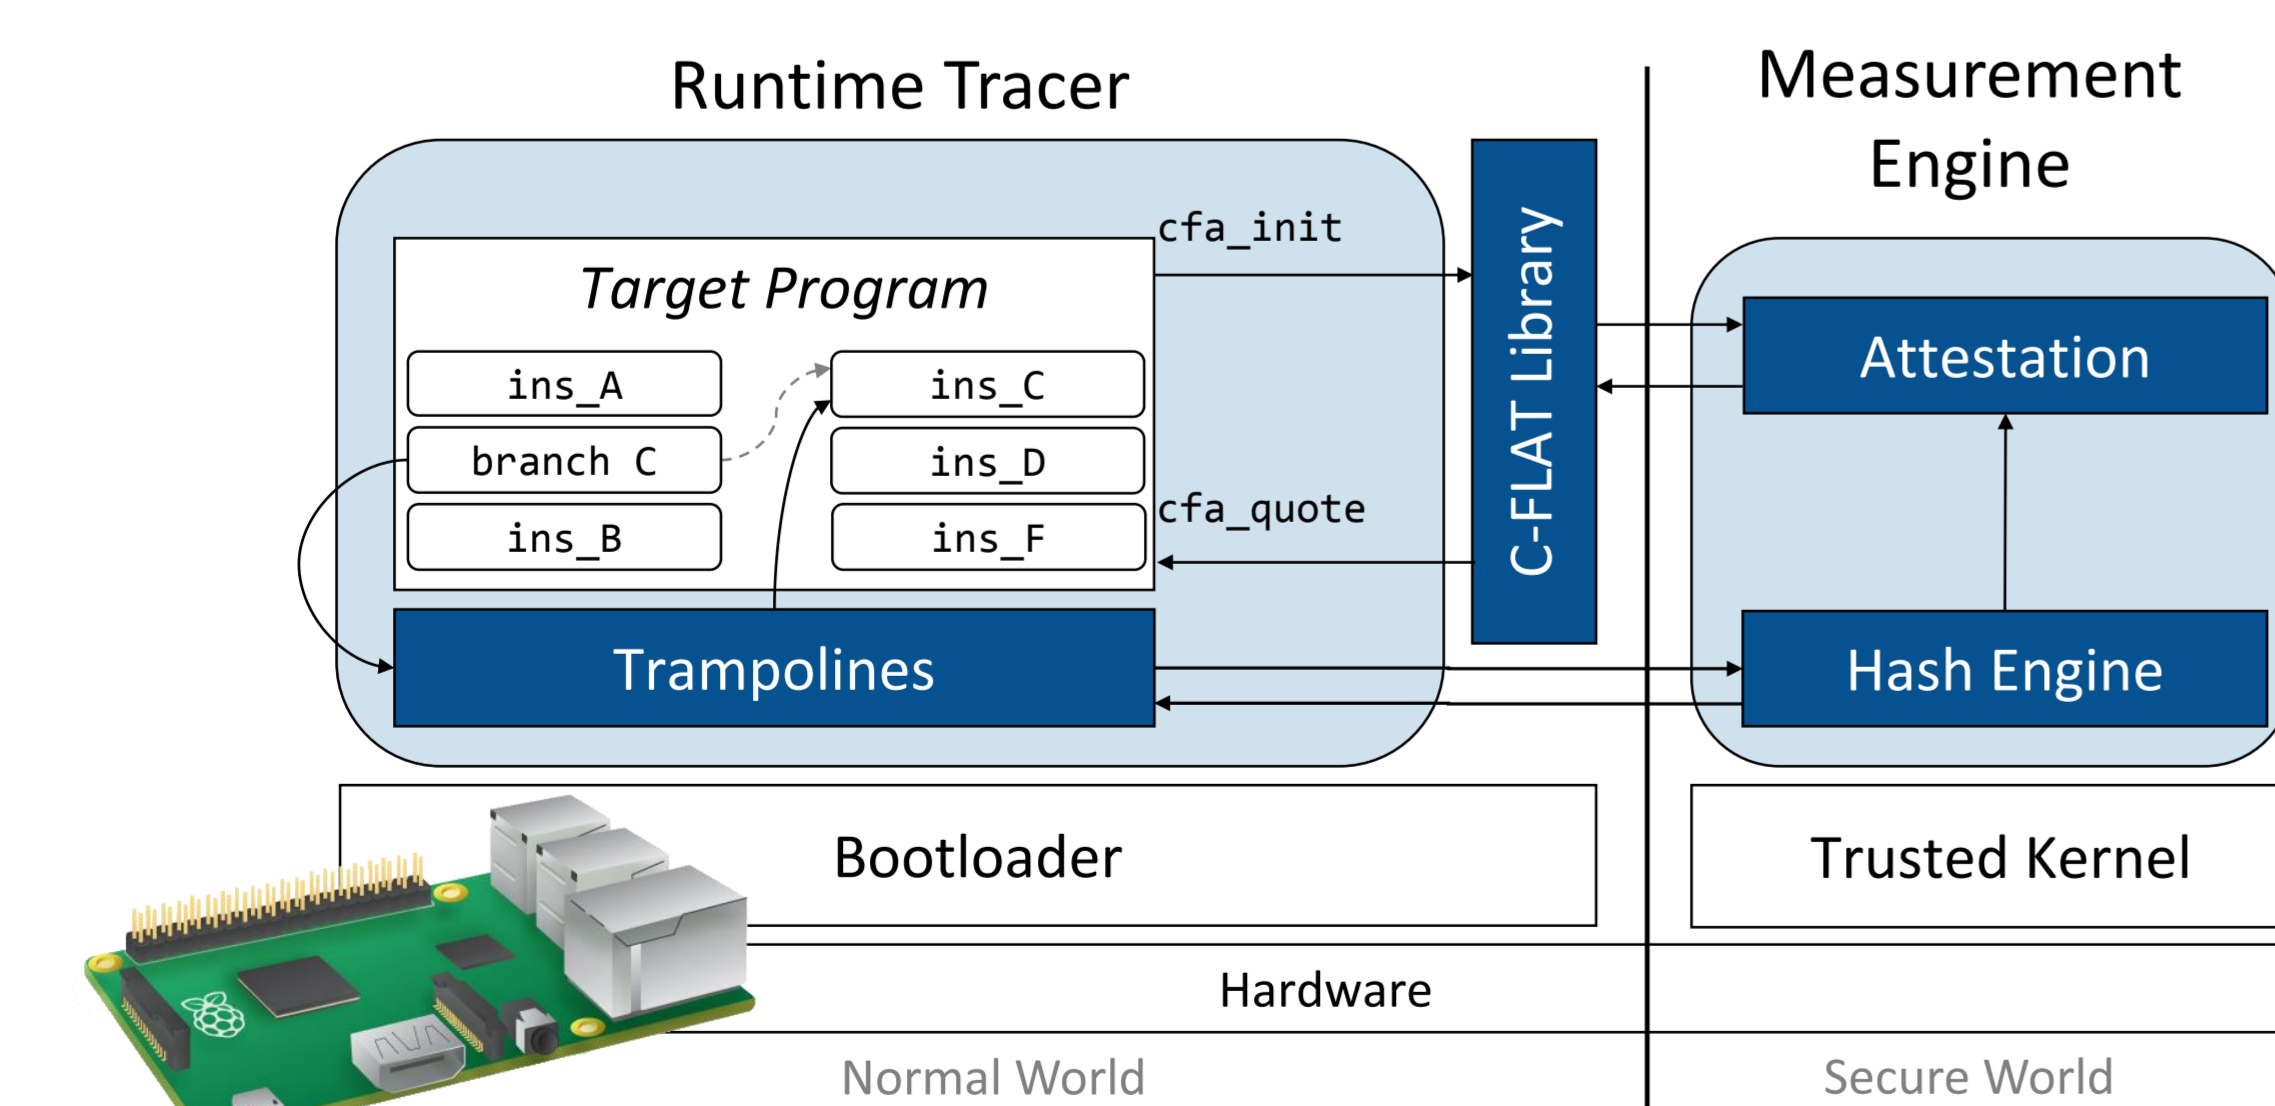 Runtime Tracer
Measurement
Engine
cfa_init
Target Program
C-FLAT Library
ins_A
ins_C
Attestation
branch C
ins_D
cfa_quote
ins_B
ins_F
Trampolines
Hash Engine
Bootloader
Trusted Kernel
Hardware
Normal World
Secure World